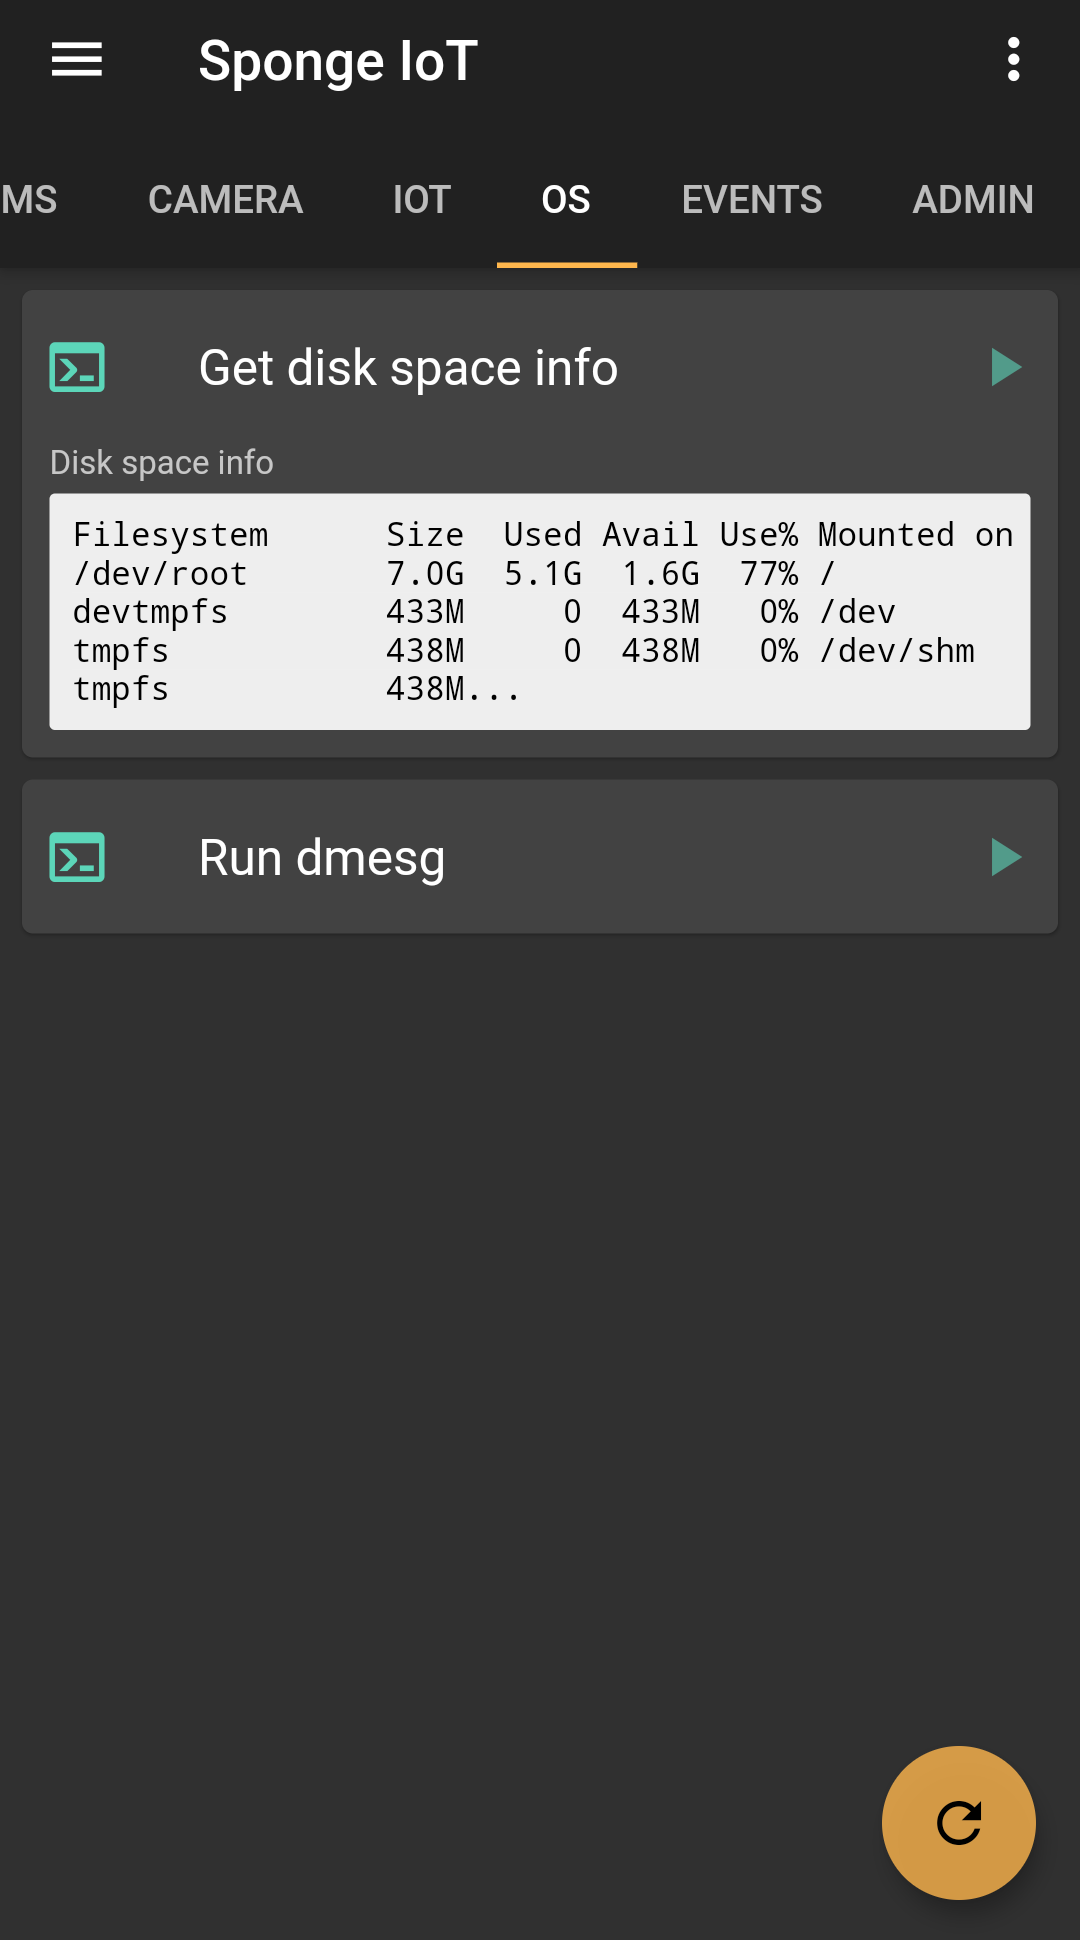 Sponge IoT
MS CAMERA IOT OS EVENTS ADMIN
Get disk space info
Disk space info
Filesystem      Size  Used Avail Use% Mounted on
/dev/root       7.0G  5.1G  1.6G  77% /
devtmpfs        433M     0  433M   0% /dev
tmpfs           438M     0  438M   0% /dev/shm
tmpfs           438M...
Run dmesg